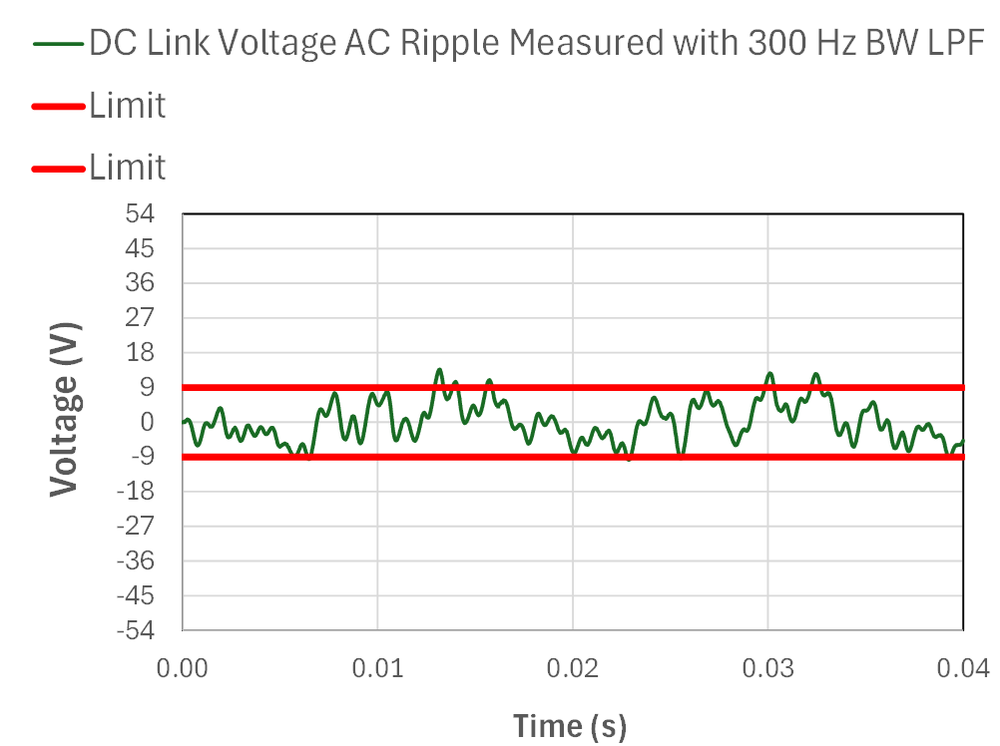 DC Link Voltage AC Ripple Measured with 300 Hz BW LPF
Limit
Limit
54
45
36
27
18
9
0
-9
-18
-27
-36
-45
-54
Voltage (V)
0.00 0.01 0.02 0.03 0.04
Time (s)